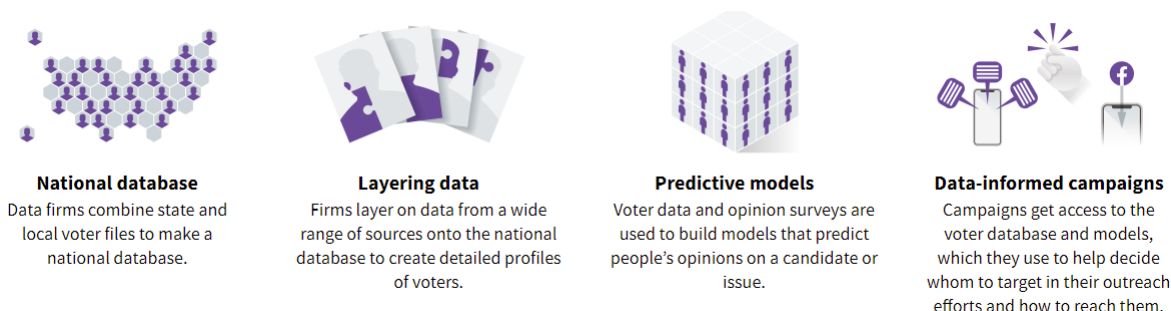 National database
Data firms combine state and
local voter files to make a
national database.
Layering data
Firms layer on data from a wide
range of sources onto the national
database to create detailed profiles
of voters.
Predictive models
Voter data and opinion surveys are
used to build models that predict
people’s opinions on a candidate or
issue.
Data-informed campaigns
Campaigns get access to the
voter database and models,
which they use to help decide
whom to target in their outreach
efforts and how to reach them.